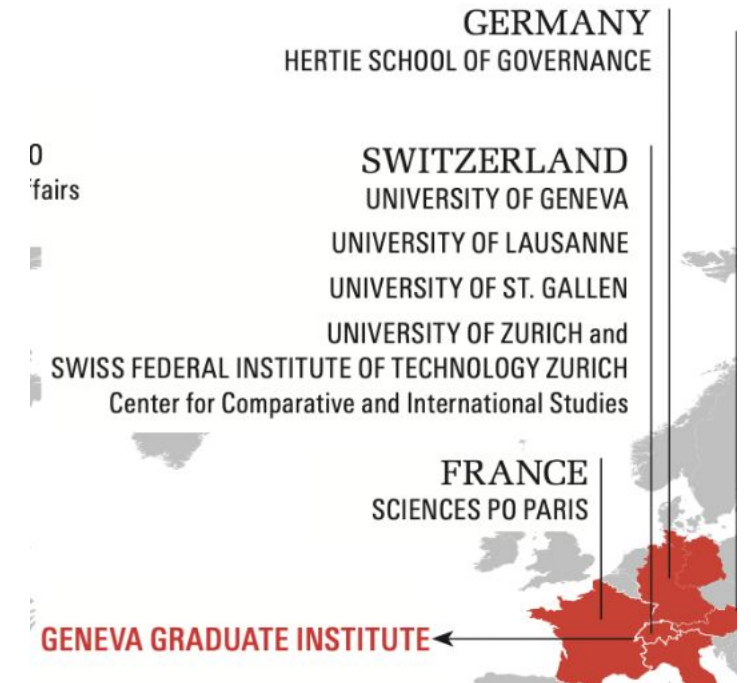 GERMANY
HERTIE SCHOOL OF GOVERNANCE
O
ffairs
SWITZERLAND
UNIVERSITY OF GENEVA
UNIVERSITY OF LAUSANNE
UNIVERSITY OF ST. GALLEN
UNIVERSITY OF ZURICH and
SWISS FEDERAL INSTITUTE OF TECHNOLOGY ZURICH
Center for Comparative and International Studies
FRANCE
SCIENCES PO PARIS
GENEVA GRADUATE INSTITUTE